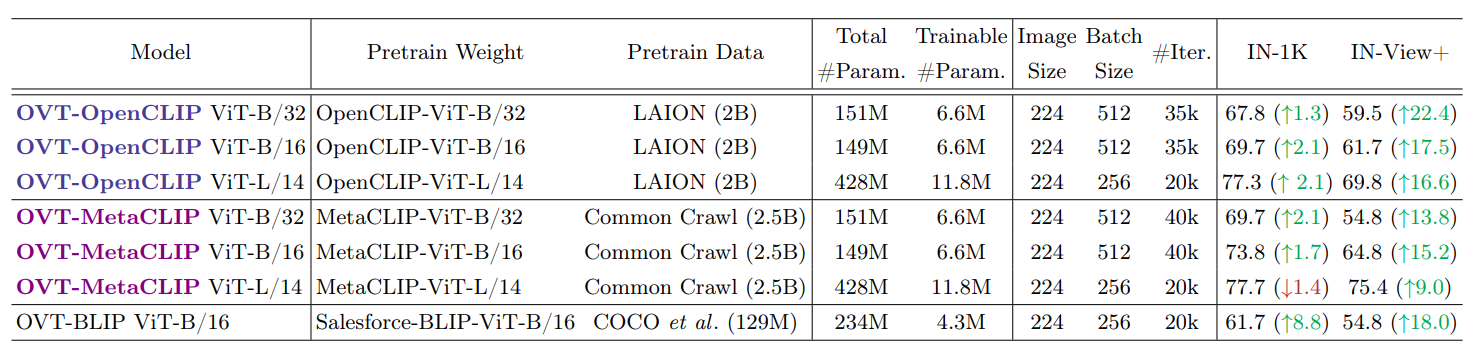 Model Pretrain Weight Pretrain Data Total #Param. Trainable #Param. Image Size Batch Size #Iter. IN-1K IN-View+
OVT-OpenCLIP ViT-B/32 OpenCLIP-ViT-B/32 LAION (2B) 151M 6.6M 224 512 35k 67.8 (↑1.3) 59.5 (↑22.4)
OVT-OpenCLIP ViT-B/16 OpenCLIP-ViT-B/16 LAION (2B) 149M 6.6M 224 512 35k 69.7 (↑2.1) 61.7 (↑17.5)
OVT-OpenCLIP ViT-L/14 OpenCLIP-ViT-L/14 LAION (2B) 428M 11.8M 224 256 20k 77.3 (↑ 2.1) 69.8 (↑16.6)
OVT-MetaCLIP ViT-B/32 MetaCLIP-ViT-B/32 Common Crawl (2.5B) 151M 6.6M 224 512 40k 69.7 (↑2.1) 54.8 (↑13.8)
OVT-MetaCLIP ViT-B/16 MetaCLIP-ViT-B/16 Common Crawl (2.5B) 149M 6.6M 224 512 40k 73.8 (↑1.7) 64.8 (↑15.2)
OVT-MetaCLIP ViT-L/14 MetaCLIP-ViT-L/14 Common Crawl (2.5B) 428M 11.8M 224 256 20k 77.7 (↓1.4) 75.4 (↑9.0)
OVT-BLIP ViT-B/16 Salesforce-BLIP-ViT-B/16 COCO et al. (129M) 234M 4.3M 224 256 20k 61.7 (↑8.8) 54.8 (↑18.0)